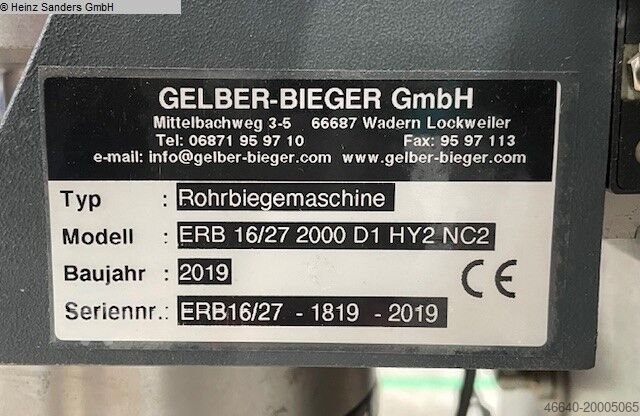 © Heinz Sanders GmbH
GELBER-BIEGER GmbH
Mittelbachweg 3-5 66687 Wadern Lockweiler
Tel: 06871 95 97 10 Fax: 95 97 113
e-mail: info@gelber-bieger.com www.gelber-bieger.com
Typ : Rohrbiegemaschine
Modell : ERB 16/27 2000 D1 HY2 NC2
Baujahr : 2019
CE
Seriennr.: ERB16/27 - 1819 - 2019
46640-20005065